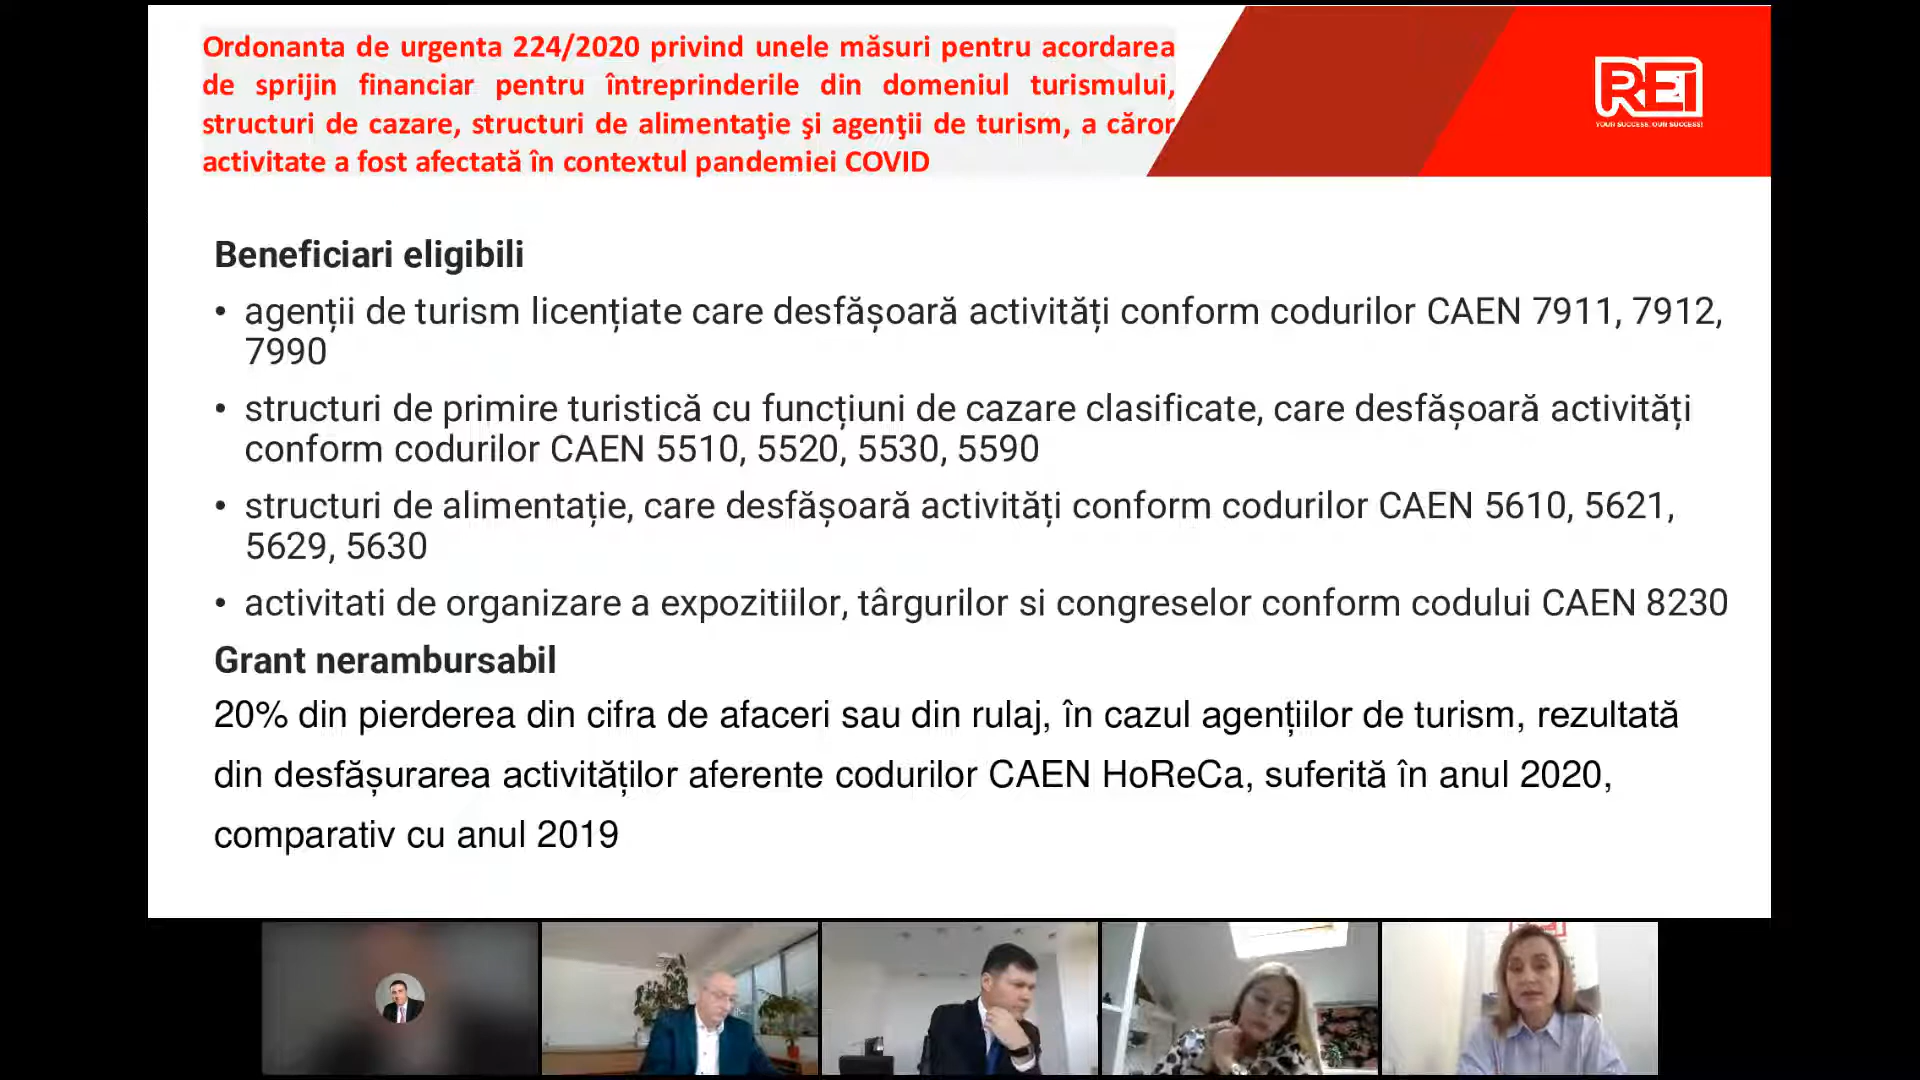 Ordonanta de urgenta 224/2020 privind unele măsuri pentru acordarea
de sprijin financiar pentru întreprinderile din domeniul turismului,
structuri de cazare, structuri de alimentaţie şi agenţii de turism, a căror
activitate a fost afectată în contextul pandemiei COVID
REI
YOUR SUCCESS, OUR SUCCESS!
Beneficiari eligibili
• agenții de turism licențiate care desfășoară activități conform codurilor CAEN 7911, 7912,
7990
• structuri de primire turistică cu funcțiuni de cazare clasificate, care desfășoară activități
conform codurilor CAEN 5510, 5520, 5530, 5590
• structuri de alimentație, care desfășoară activități conform codurilor CAEN 5610, 5621,
5629, 5630
• activitati de organizare a expozitiilor, târgurilor si congreselor conform codului CAEN 8230
Grant nerambursabil
20% din pierderea din cifra de afaceri sau din rulaj, în cazul agențiilor de turism, rezultată
din desfășurarea activităților aferente codurilor CAEN HoReCa, suferită în anul 2020,
comparativ cu anul 2019